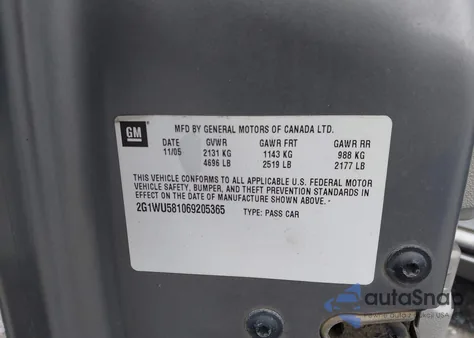 GM
MFD BY GENERAL MOTORS OF CANADA LTD.
DATE GVWR GAWR FRT GAWR RR
11/05 2131 KG 1143 KG 988 KG
4696 LB 2519 LB 2177 LB
THIS VEHICLE CONFORMS TO ALL APPLICABLE U.S. FEDERAL MOTOR
VEHICLE SAFETY, BUMPER, AND THEFT PREVENTION STANDARDS IN
EFFECT ON THE DATE OF MANUFACTURE SHOWN ABOVE.
2G1WU581069205365 TYPE: PASS CAR
autoSnap